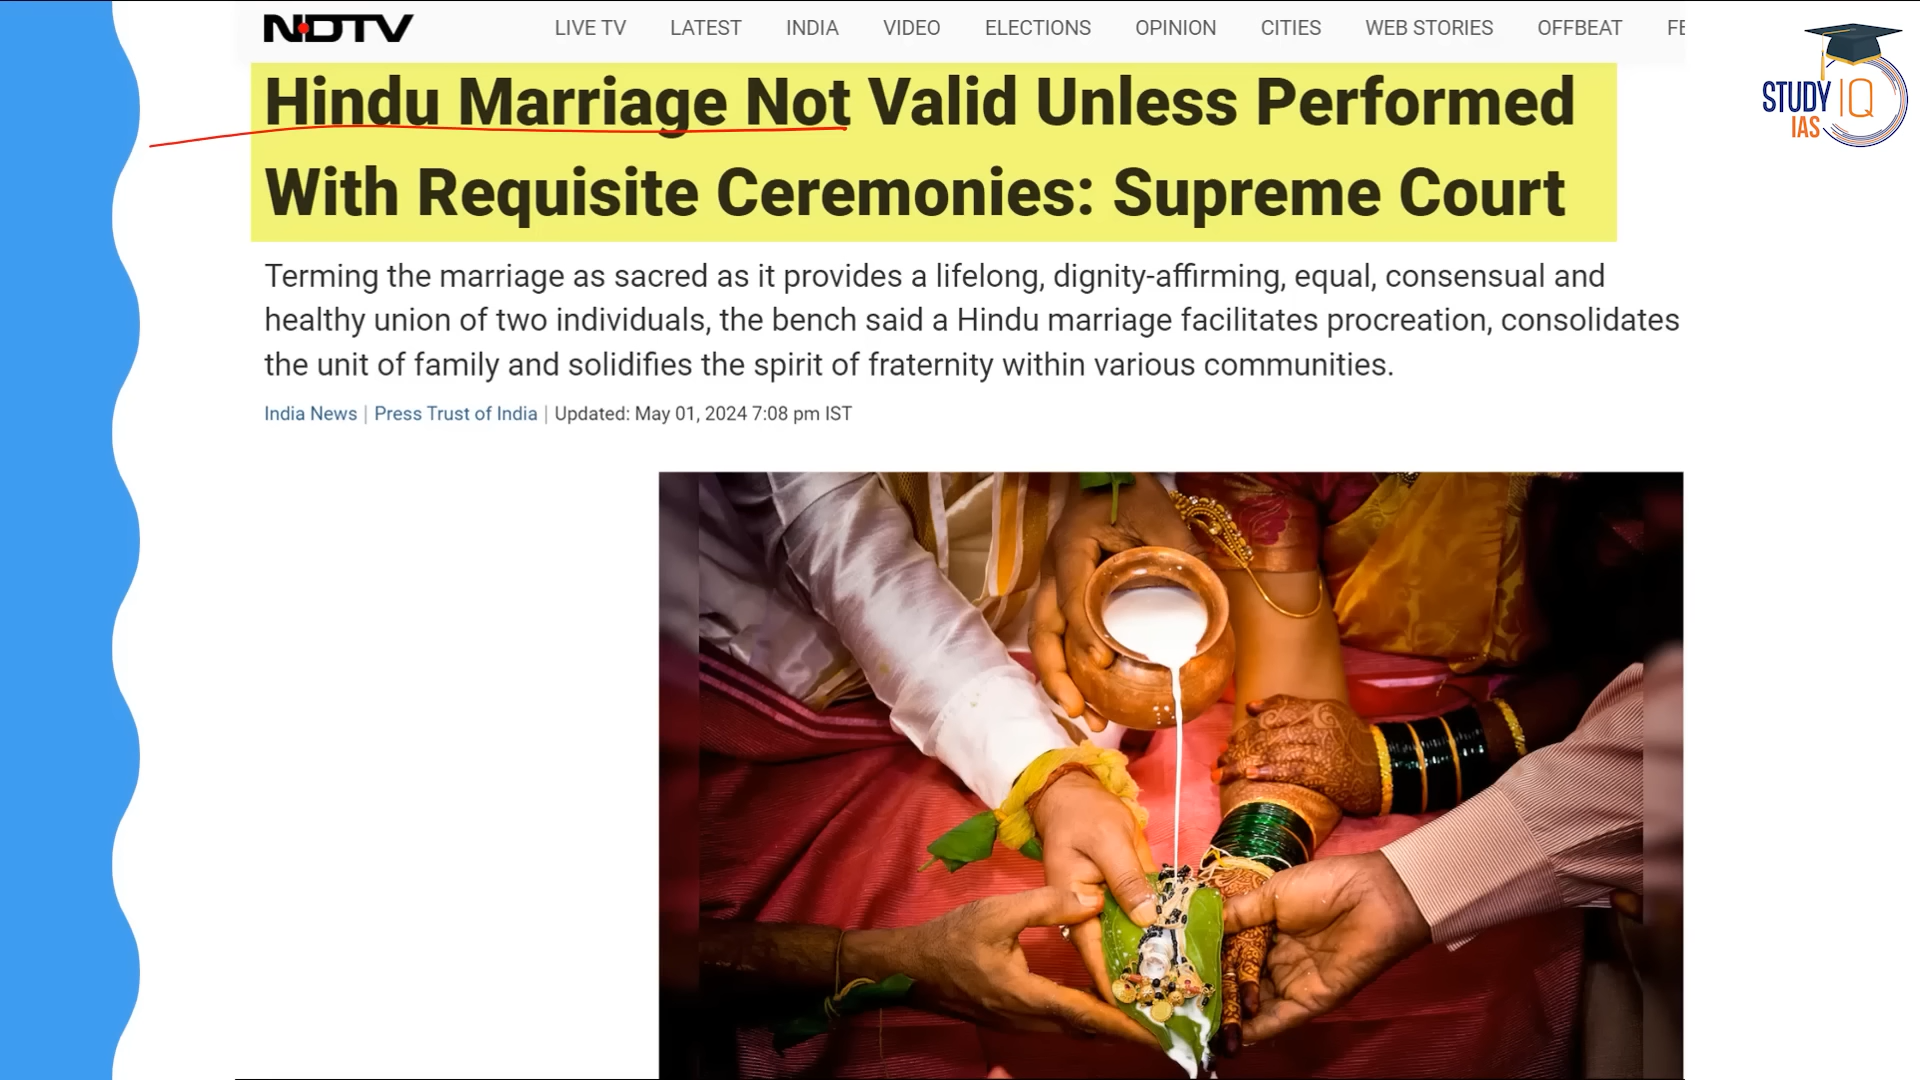 NDTV LIVE TV LATEST INDIA VIDEO ELECTIONS OPINION CITIES WEB STORIES OFFBEAT FE
STUDY IQ
IAS
Hindu Marriage Not Valid Unless Performed
With Requisite Ceremonies: Supreme Court
Terming the marriage as sacred as it provides a lifelong, dignity-affirming, equal, consensual and
healthy union of two individuals, the bench said a Hindu marriage facilitates procreation, consolidates
the unit of family and solidifies the spirit of fraternity within various communities.
India News | Press Trust of India | Updated: May 01, 2024 7:08 pm IST